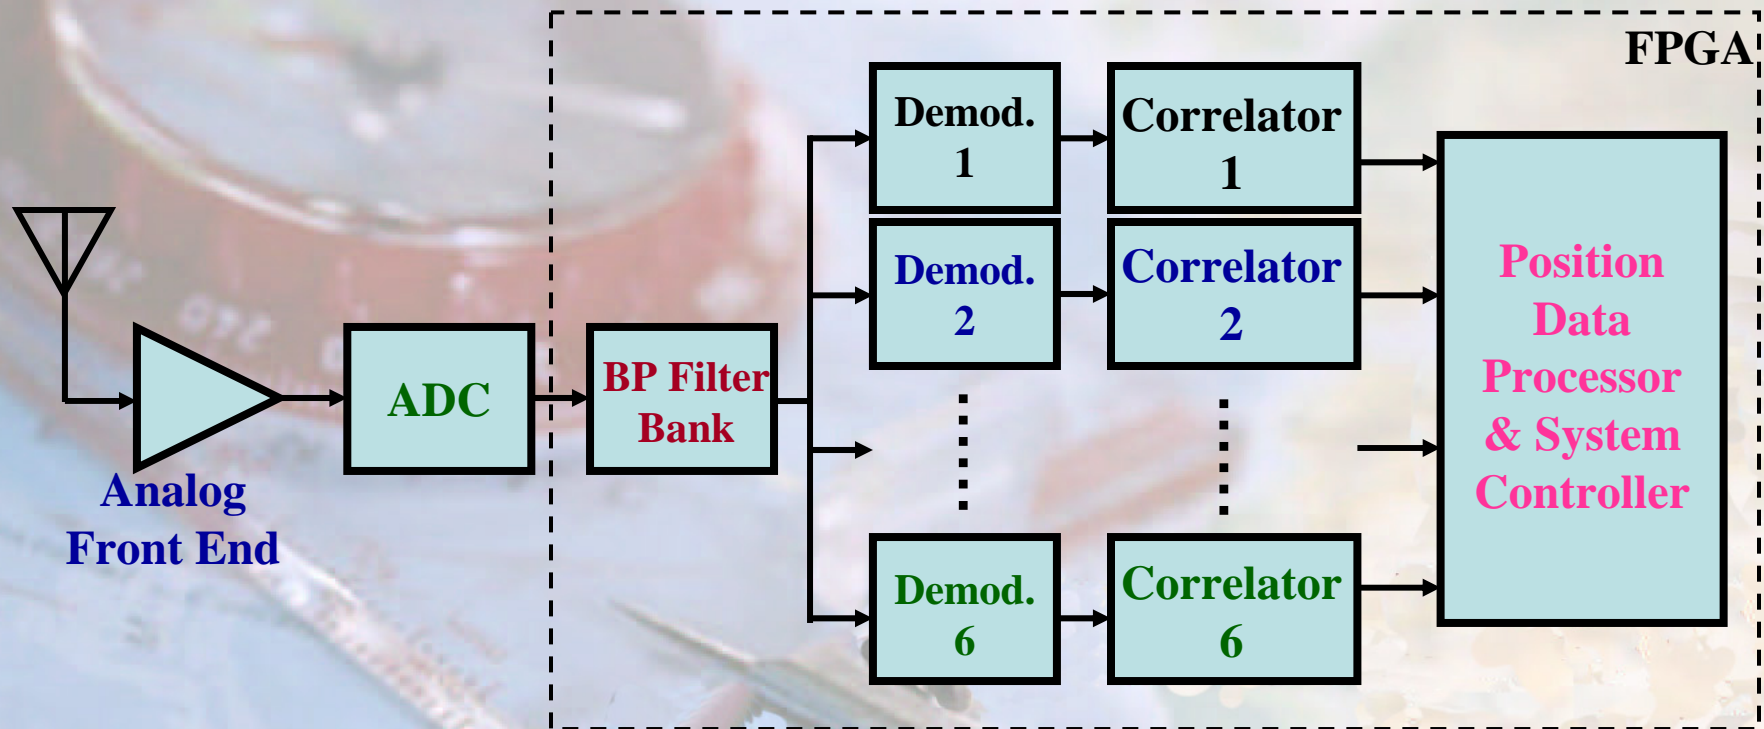 FPGA
Demod.
1
Correlator
1
Demod.
2
Correlator
2
Position
Data
Processor
& System
Controller
BP Filter
Bank
ADC
Analog
Front End
Demod.
6
Correlator
6